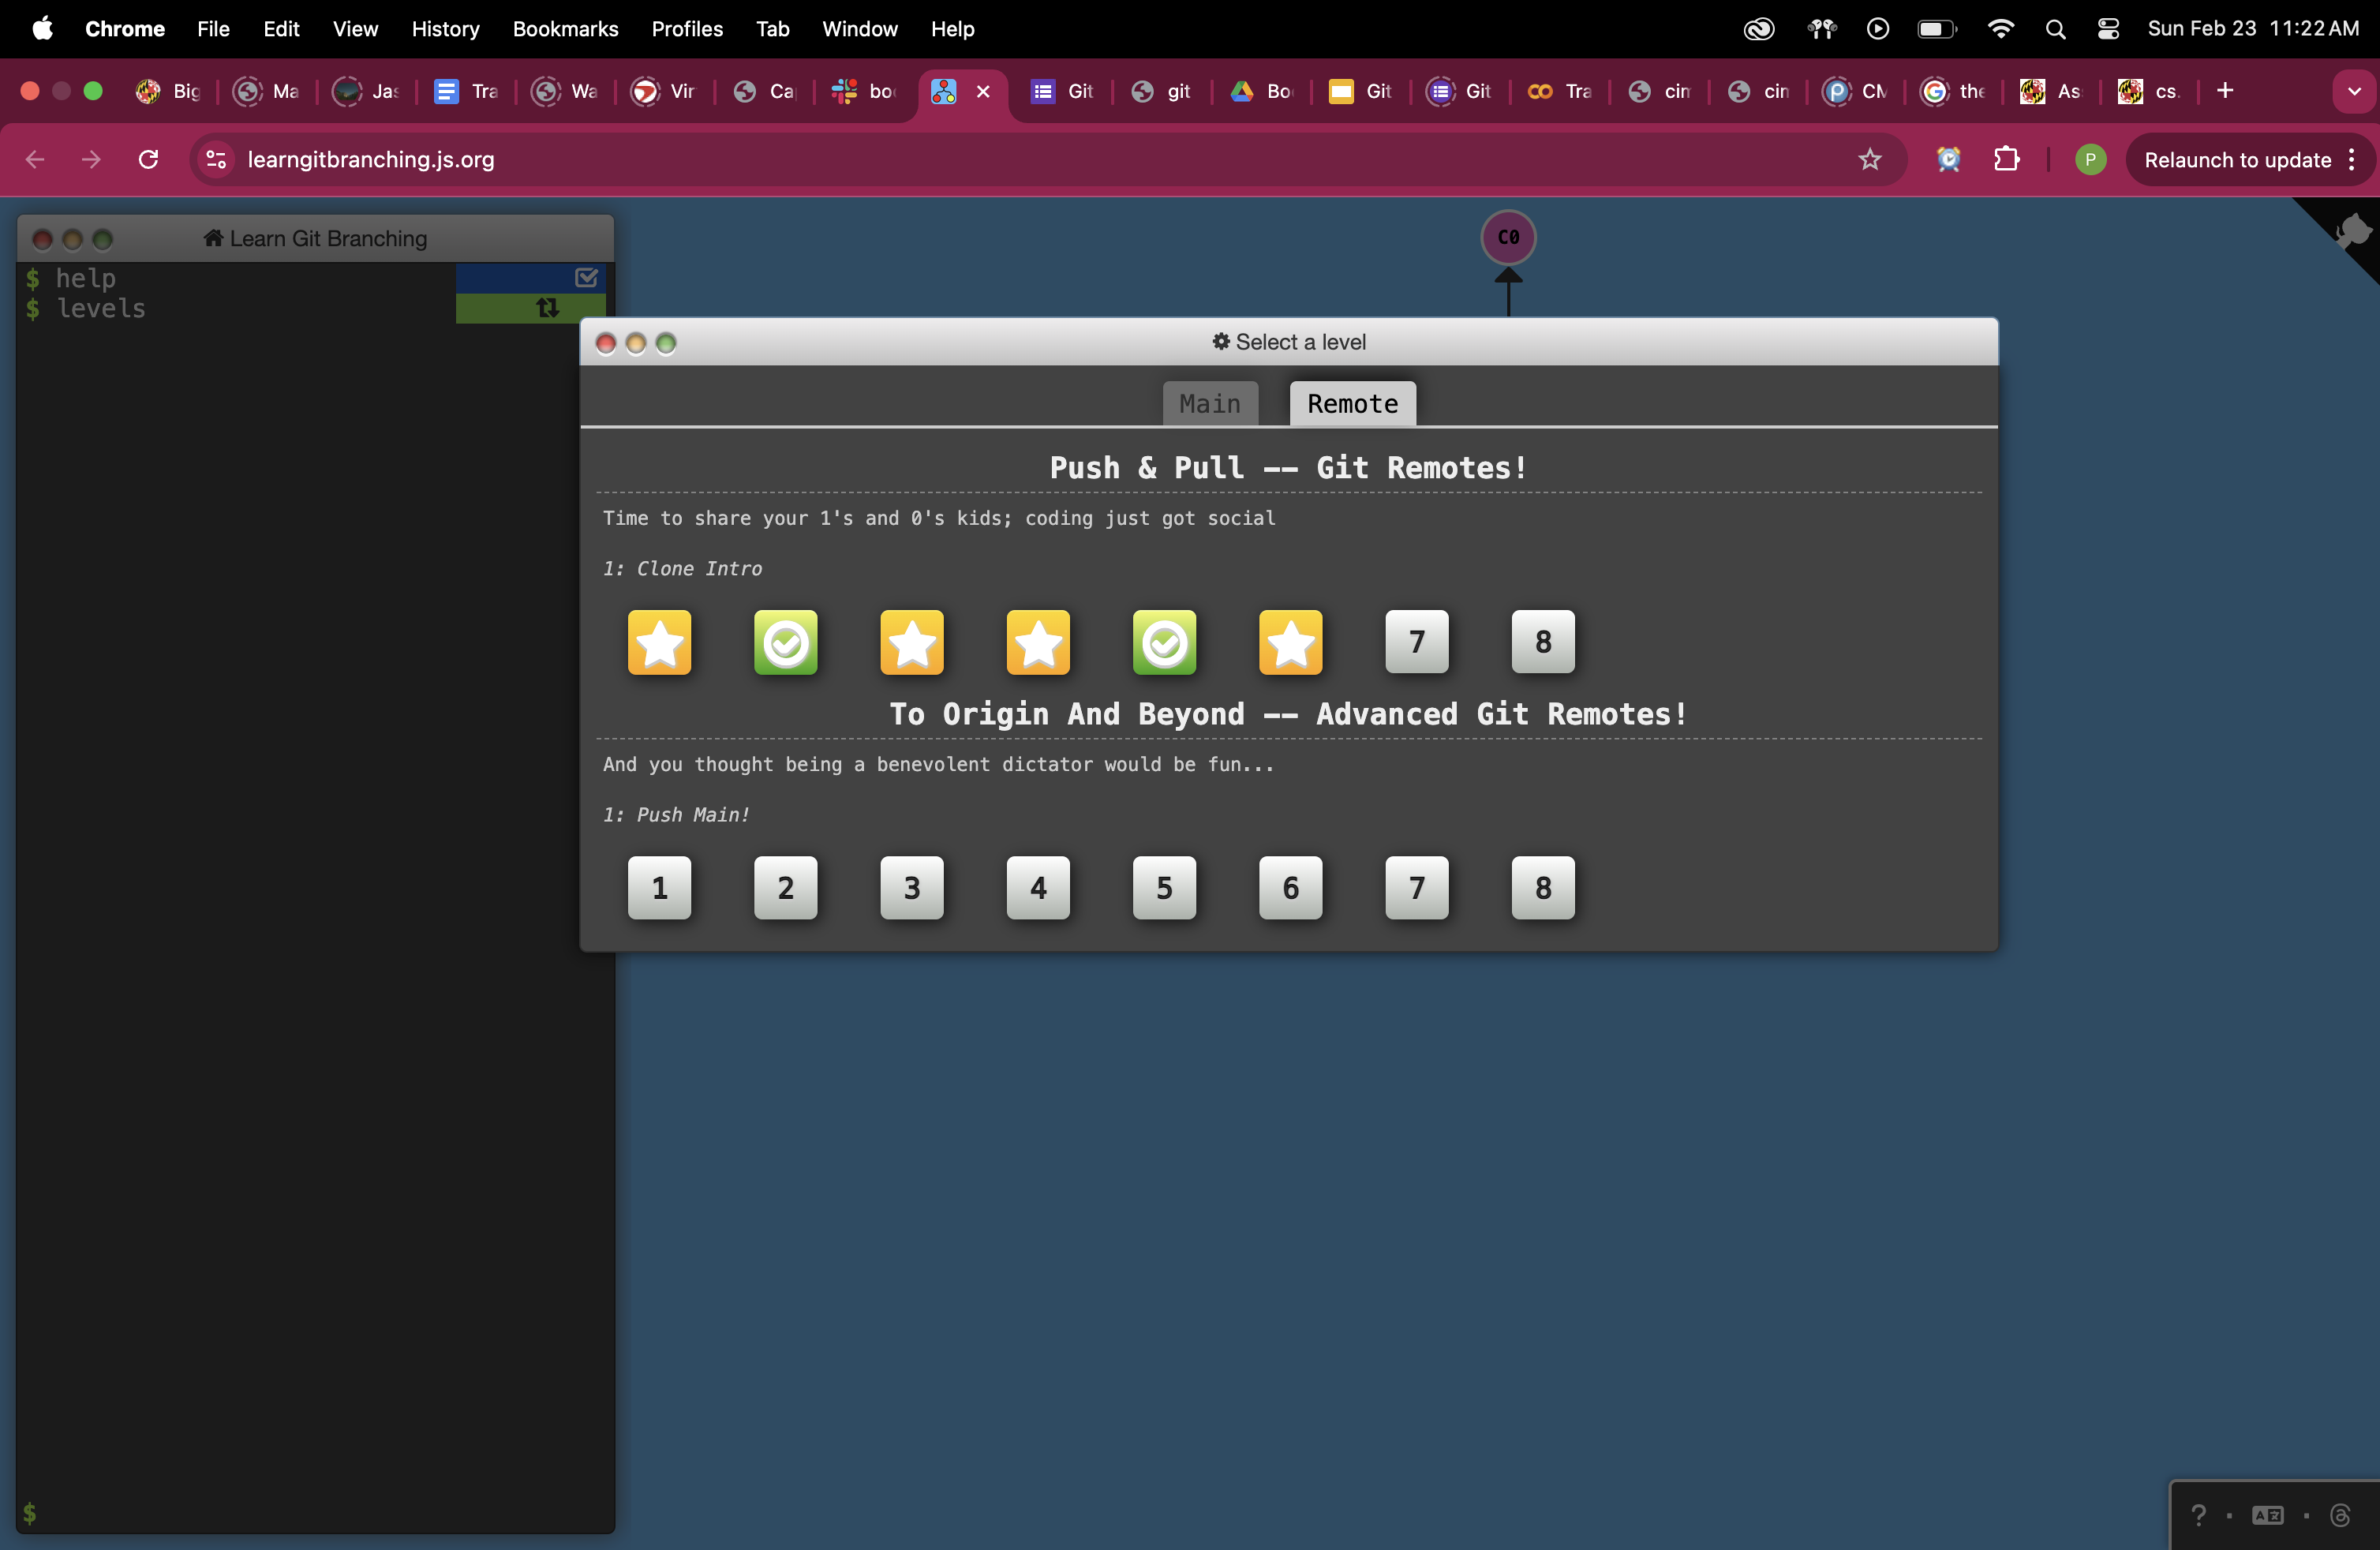 Chrome File Edit View History Bookmarks Profiles Tab Window Help Sun Feb 23 11:22 AM
Big Ma Jas Tra Wa Vir Ca boo Git git Bo Git Git Tra cin cin CM the As cs.
learngitbranching.js.org P Relaunch to update
Learn Git Branching
C0
$ help
$ levels
Select a level
Main Remote
Push & Pull -- Git Remotes!
Time to share your 1's and 0's kids; coding just got social
1: Clone Intro
7 8
To Origin And Beyond -- Advanced Git Remotes!
And you thought being a benevolent dictator would be fun...
1: Push Main!
1 2 3 4 5 6 7 8
$
? · A文 ·